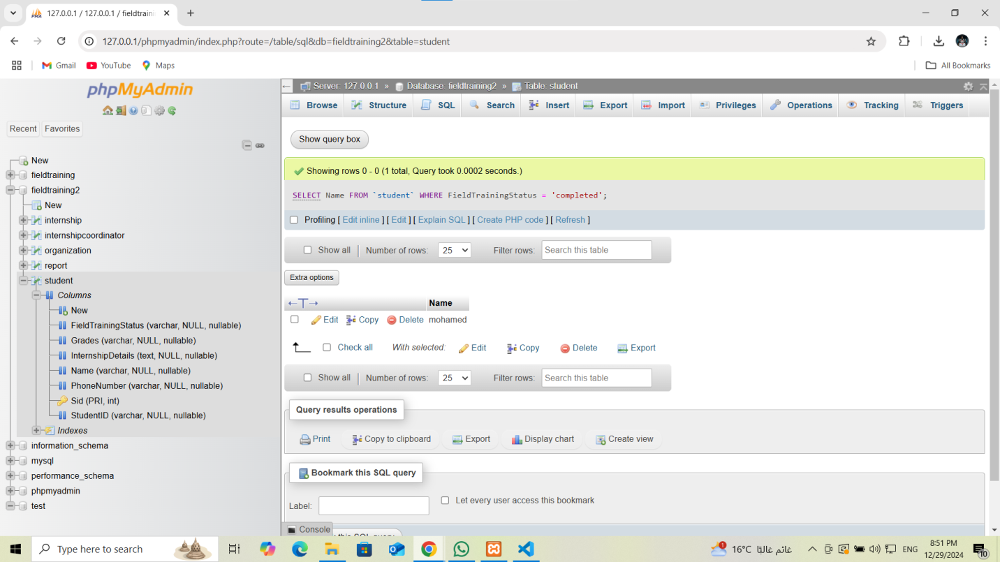 127.0.0.1 / 127.0.0.1 / fieldtraini
127.0.0.1/phpmyadmin/index.php?route=/table/sql&db=fieldtraining2&table=student
Gmail
YouTube
Maps
All Bookmarks
phpMyAdmin
Recent
Favorites
New
fieldtraining
fieldtraining2
New
internship
internshipcoordinator
organization
report
student
Columns
New
FieldTrainingStatus (varchar, NULL, nullable)
Grades (varchar, NULL, nullable)
InternshipDetails (text, NULL, nullable)
Name (varchar, NULL, nullable)
PhoneNumber (varchar, NULL, nullable)
Sid (PRI, int)
StudentID (varchar, NULL, nullable)
Indexes
information_schema
mysql
performance_schema
phpmyadmin
test
Server: 127.0.0.1 » Database: fieldtraining2 » Table: student
Browse Structure SQL Search Insert Export Import Privileges Operations Tracking Triggers
Show query box
Showing rows 0 - 0 (1 total, Query took 0.0002 seconds.)
SELECT Name FROM `student` WHERE FieldTrainingStatus = 'completed';
Profiling [ Edit inline ] [ Edit ] [ Explain SQL ] [ Create PHP code ] [ Refresh ]
Show all Number of rows: 25 Filter rows: Search this table
Extra options
Name
Edit Copy Delete mohamed
Check all With selected: Edit Copy Delete Export
Show all Number of rows: 25 Filter rows: Search this table
Query results operations
Print Copy to clipboard Export Display chart Create view
Bookmark this SQL query
Label: Let every user access this bookmark
Console
this SQL query
Type here to search
1
16°C غائم غالبًا
ENG
8:51 PM
12/29/2024
10